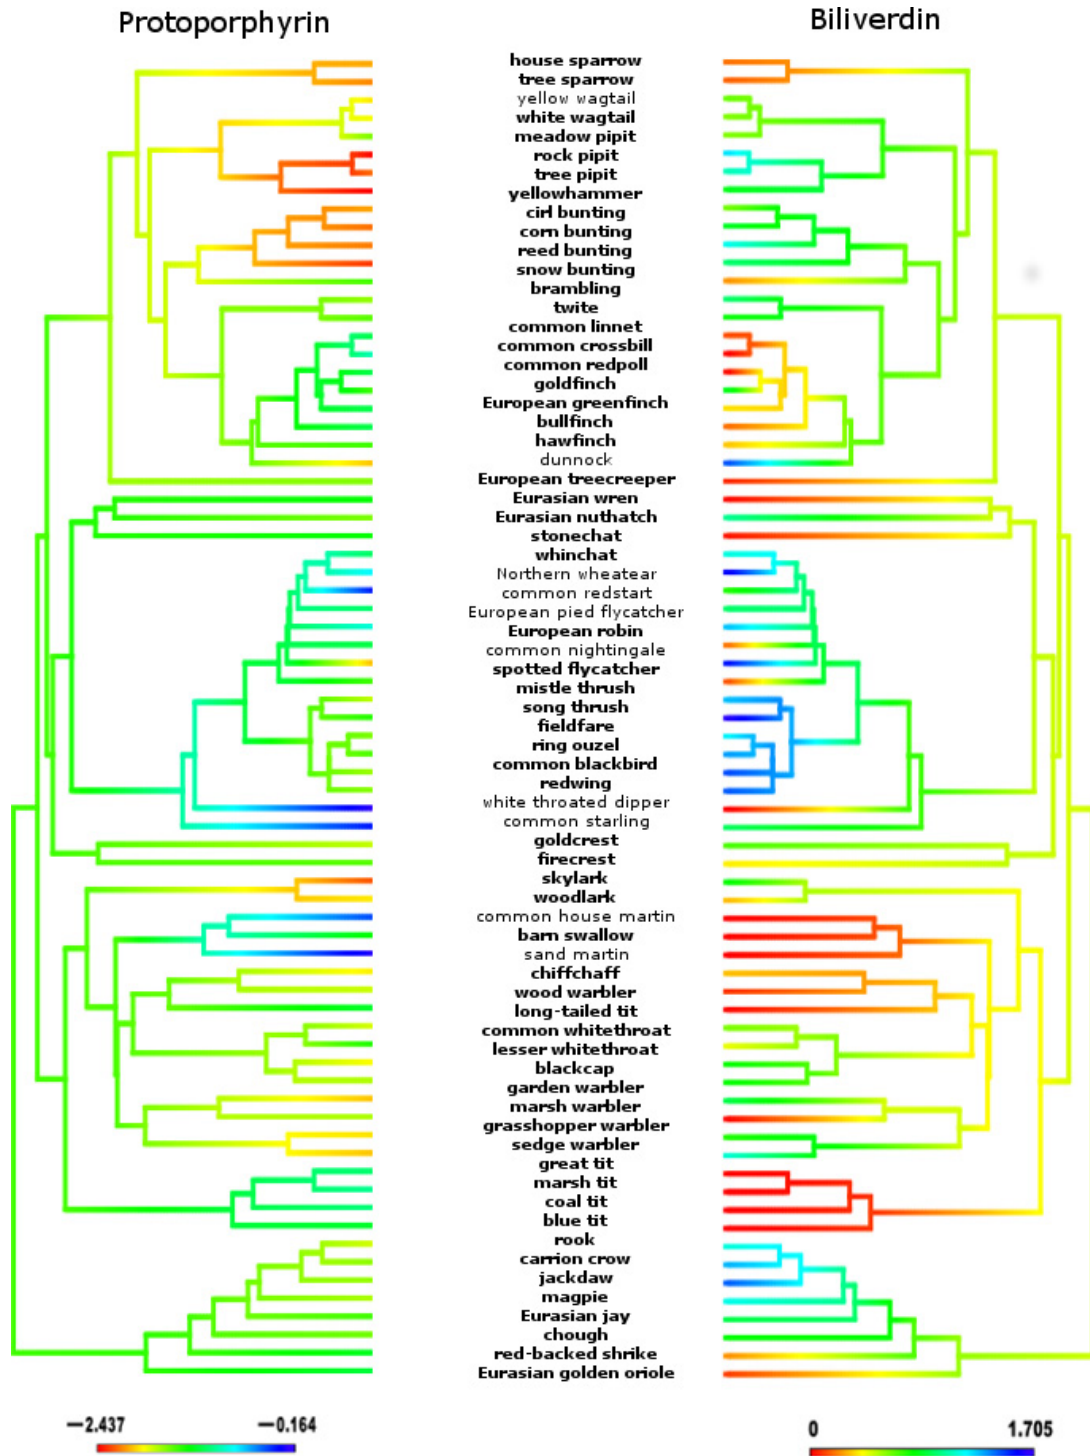 Protoporphyrin
Biliverdin
house sparrow
tree sparrow
yellow wagtail
white wagtail
meadow pipit
rock pipit
tree pipit
yellowhammer
cirl bunting
corn bunting
reed bunting
snow bunting
brambling
twite
common linnet
common crossbill
common redpoll
goldfinch
European greenfinch
bullfinch
hawfinch
dunnock
European treecreeper
Eurasian wren
Eurasian nuthatch
stonechat
whinchat
Northern wheatear
common redstart
European pied flycatcher
European robin
common nightingale
spotted flycatcher
mistle thrush
song thrush
fieldfare
ring ouzel
common blackbird
redwing
white throated dipper
common starling
goldcrest
firecrest
skylark
woodlark
common house martin
barn swallow
sand martin
chiffchaff
wood warbler
long-tailed tit
common whitethroat
lesser whitethroat
blackcap
garden warbler
marsh warbler
grasshopper warbler
sedge warbler
great tit
marsh tit
coal tit
blue tit
rook
carrion crow
jackdaw
magpie
Eurasian jay
chough
red-backed shrike
Eurasian golden oriole
−2.437 −0.164
0 1.705